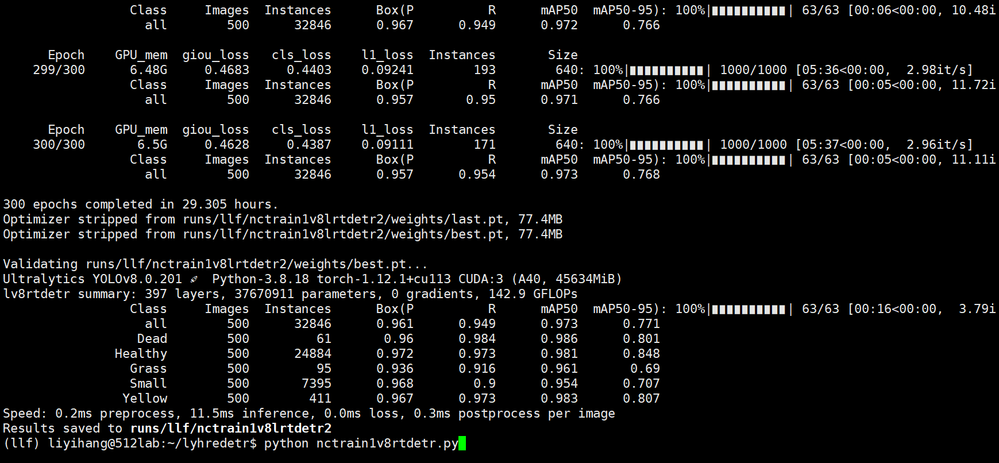 Class Images Instances Box(P R mAP50 mAP50-95): 100%|██████████| 63/63 [00:06<00:00, 10.48i
all 500 32846 0.967 0.949 0.972 0.766
Epoch GPU_mem giou_loss cls_loss l1_loss Instances Size
299/300 6.48G 0.4683 0.4403 0.09241 193 640: 100%|██████████| 1000/1000 [05:36<00:00, 2.98it/s]
Class Images Instances Box(P R mAP50 mAP50-95): 100%|██████████| 63/63 [00:05<00:00, 11.72i
all 500 32846 0.957 0.95 0.971 0.766
Epoch GPU_mem giou_loss cls_loss l1_loss Instances Size
300/300 6.5G 0.4628 0.4387 0.09111 171 640: 100%|██████████| 1000/1000 [05:37<00:00, 2.96it/s]
Class Images Instances Box(P R mAP50 mAP50-95): 100%|██████████| 63/63 [00:05<00:00, 11.11i
all 500 32846 0.957 0.954 0.973 0.768
300 epochs completed in 29.305 hours.
Optimizer stripped from runs/llf/nctrain1v8lrtdetr2/weights/last.pt, 77.4MB
Optimizer stripped from runs/llf/nctrain1v8lrtdetr2/weights/best.pt, 77.4MB
Validating runs/llf/nctrain1v8lrtdetr2/weights/best.pt...
Ultralytics YOLOv8.0.201 🚀 Python-3.8.18 torch-1.12.1+cu113 CUDA:3 (A40, 45634MiB)
lv8rtdetr summary: 397 layers, 37670911 parameters, 0 gradients, 142.9 GFLOPs
Class Images Instances Box(P R mAP50 mAP50-95): 100%|██████████| 63/63 [00:16<00:00, 3.79i
all 500 32846 0.961 0.949 0.973 0.771
Dead 500 61 0.96 0.984 0.986 0.801
Healthy 500 24884 0.972 0.973 0.981 0.848
Grass 500 95 0.936 0.916 0.961 0.69
Small 500 7395 0.968 0.9 0.954 0.707
Yellow 500 411 0.967 0.973 0.983 0.807
Speed: 0.2ms preprocess, 11.5ms inference, 0.0ms loss, 0.3ms postprocess per image
Results saved to runs/llf/nctrain1v8lrtdetr2
(llf) liyihang@512lab:~/lyhredetr$ python nctrain1v8rtdetr.py